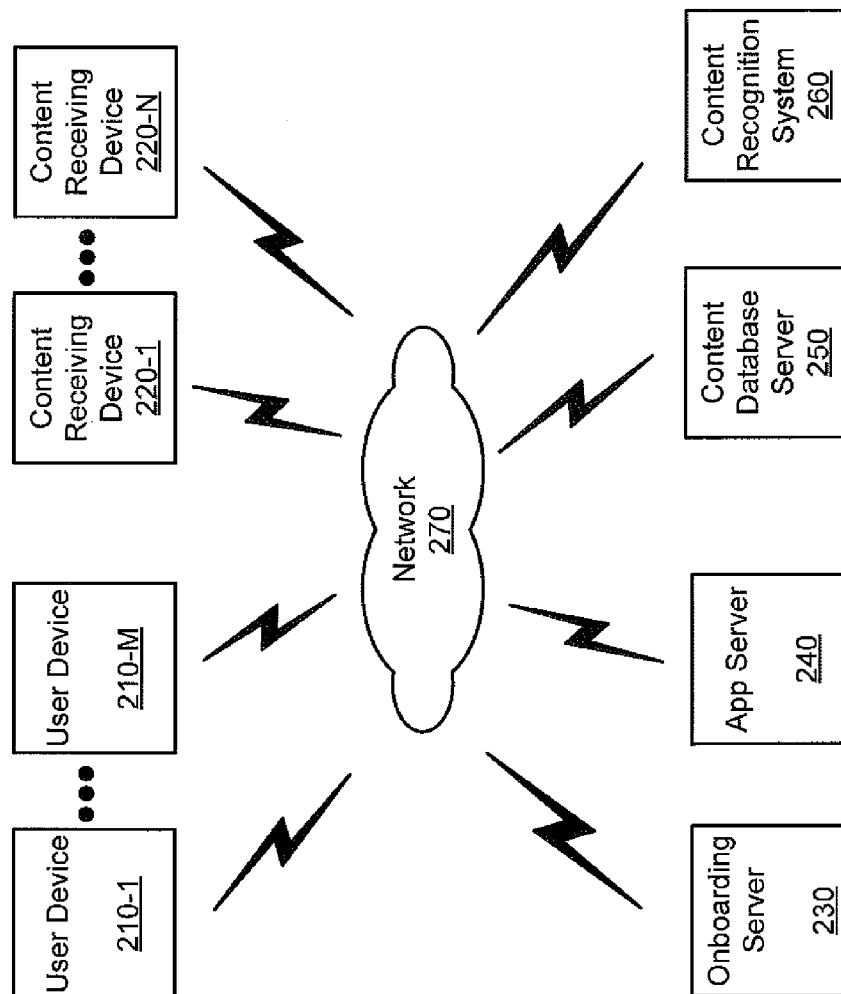 User Device
210-1
User Device
210-M
Content
Receiving
Device
220-1
Content
Receiving
Device
220-N
Network
270
Onboarding
Server
230
App Server
240
Content
Database
Server
250
Content
Recognition
System
260